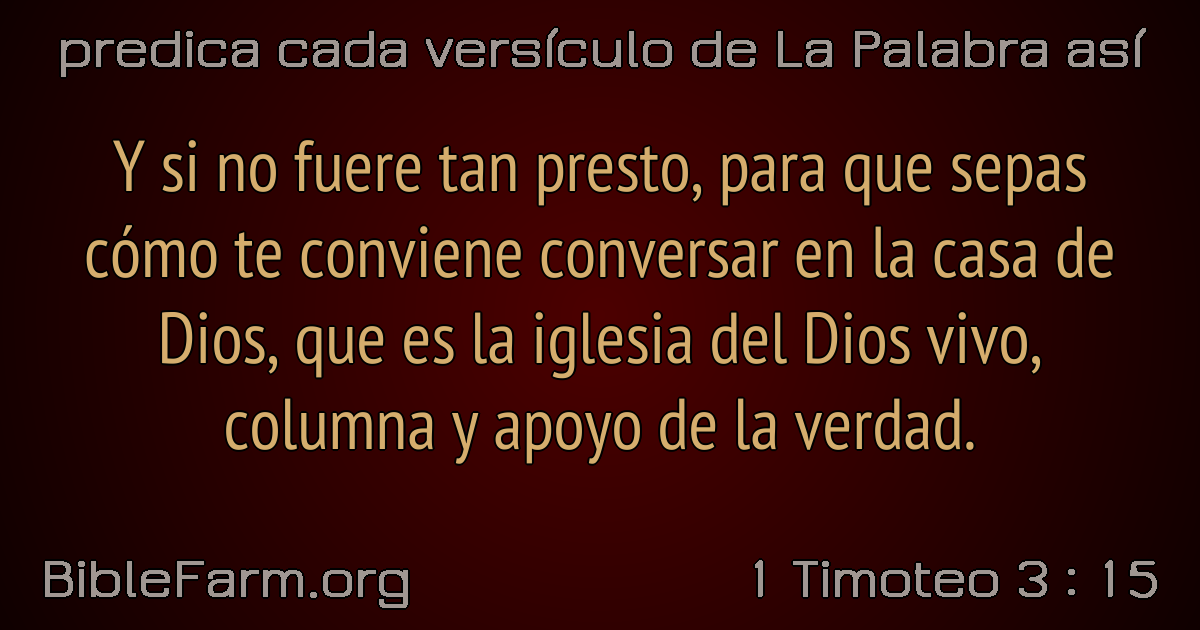 predica cada versículo de La Palabra así
Y si no fuere tan presto, para que sepas
cómo te conviene conversar en la casa de
Dios, que es la iglesia del Dios vivo,
columna y apoyo de la verdad.
BibleFarm.org
1 Timoteo 3 : 15